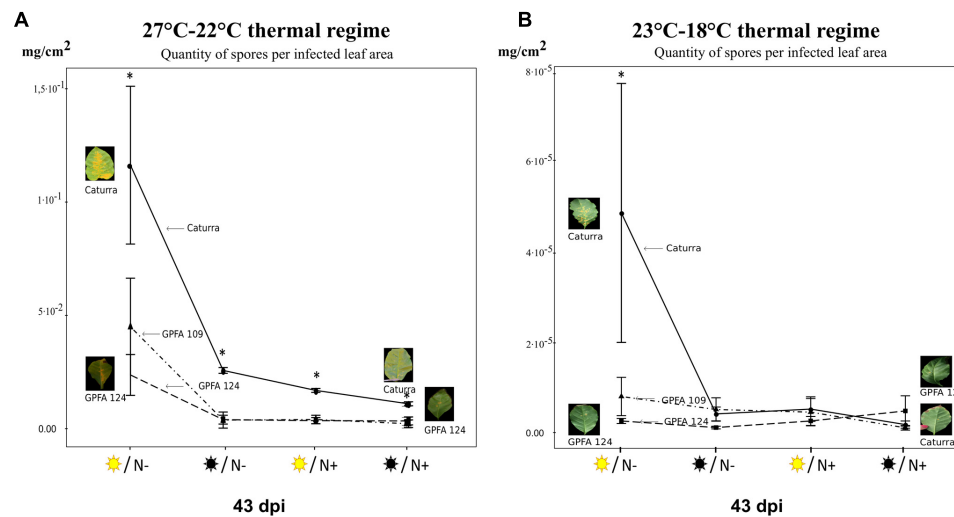 A
27°C-22°C thermal regime
mg/cm²
Quantity of spores per infected leaf area
1,5·10⁻¹
1·10⁻¹
5·10⁻²
0.00
*
*
*
*
Caturra
Caturra
GPFA 109
GPFA 124
GPFA 124
Caturra
GPFA 124
/ N-
/ N-
/ N+
/ N+
43 dpi
B
23°C-18°C thermal regime
mg/cm²
Quantity of spores per infected leaf area
8·10⁻⁵
6·10⁻⁵
4·10⁻⁵
2·10⁻⁵
0.00
*
Caturra
Caturra
GPFA 109
GPFA 124
GPFA 124
GPFA 1
Caturra
/ N-
/ N-
/ N+
/ N+
43 dpi